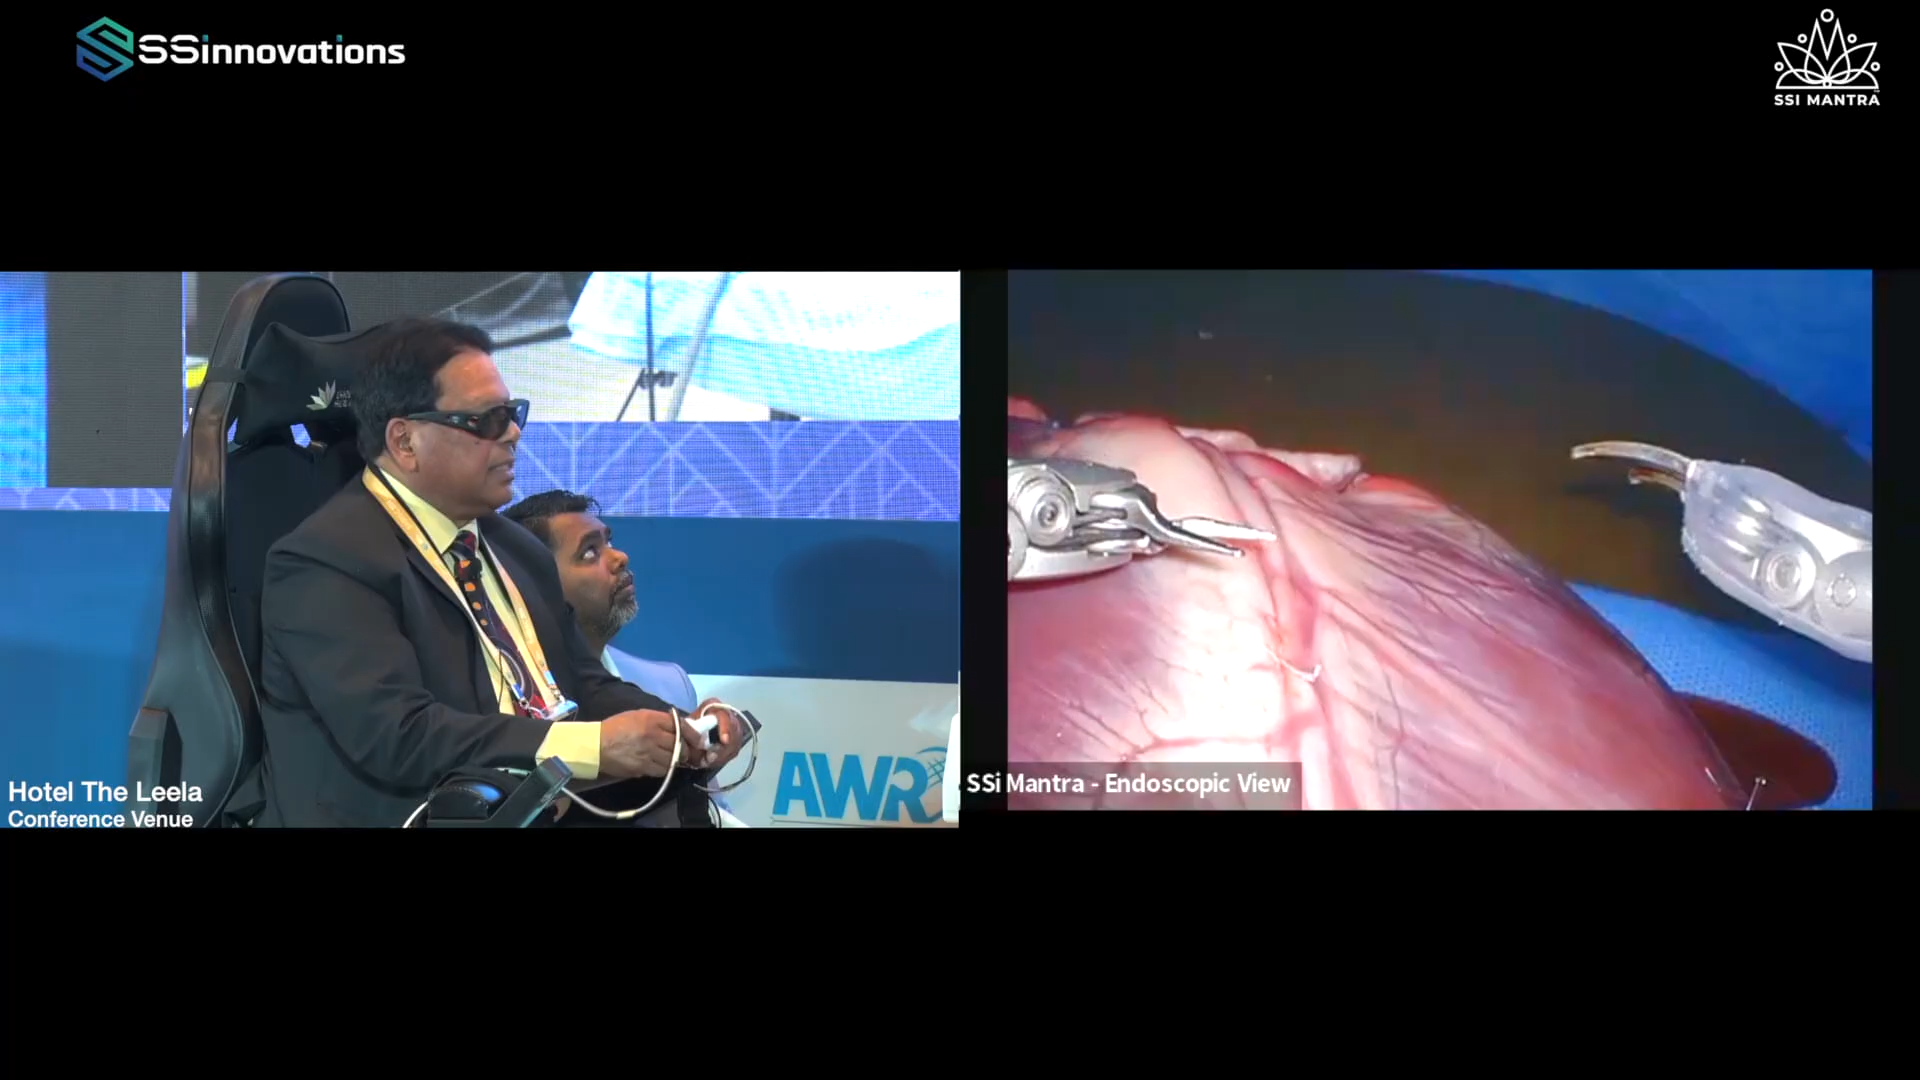 SSinnovations
SSI MANTRA
Hotel The Leela
Conference Venue
AWR
SSi Mantra - Endoscopic View